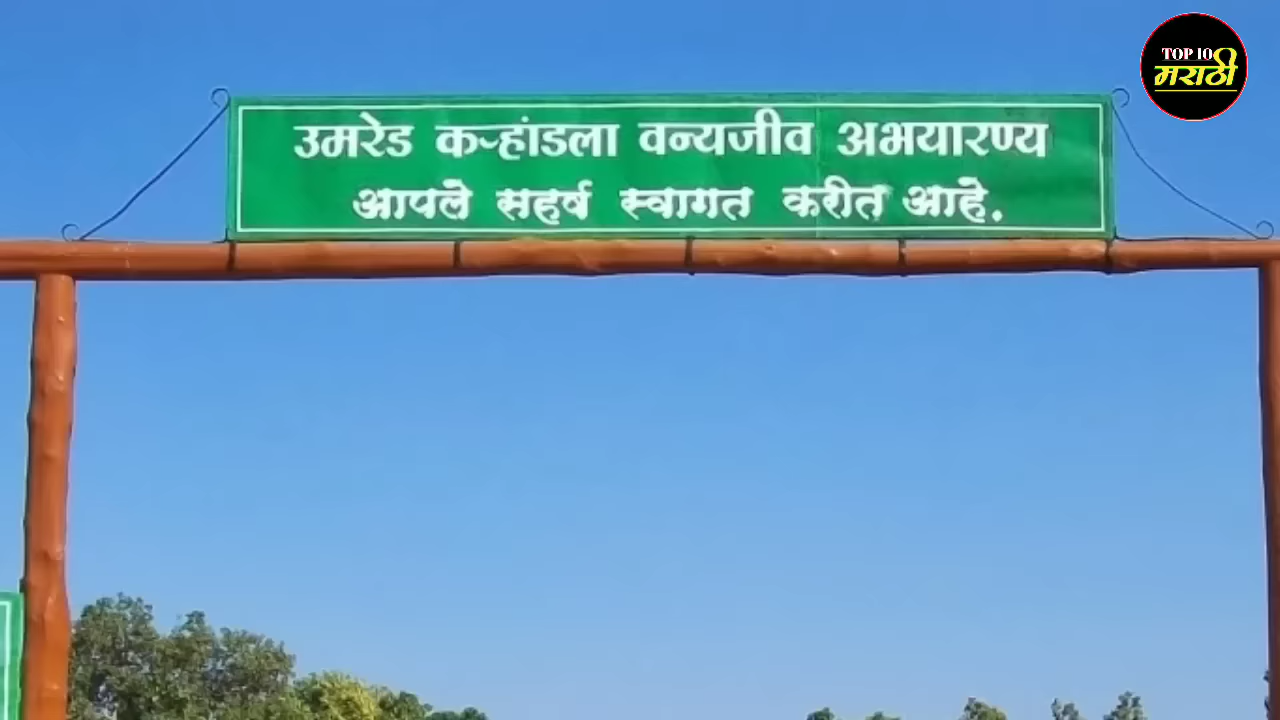 TOP 10
मराठी
उमरेड कऱ्हांडला वन्यजीव अभयारण्य
आपले सहर्ष स्वागत करीत आहे.